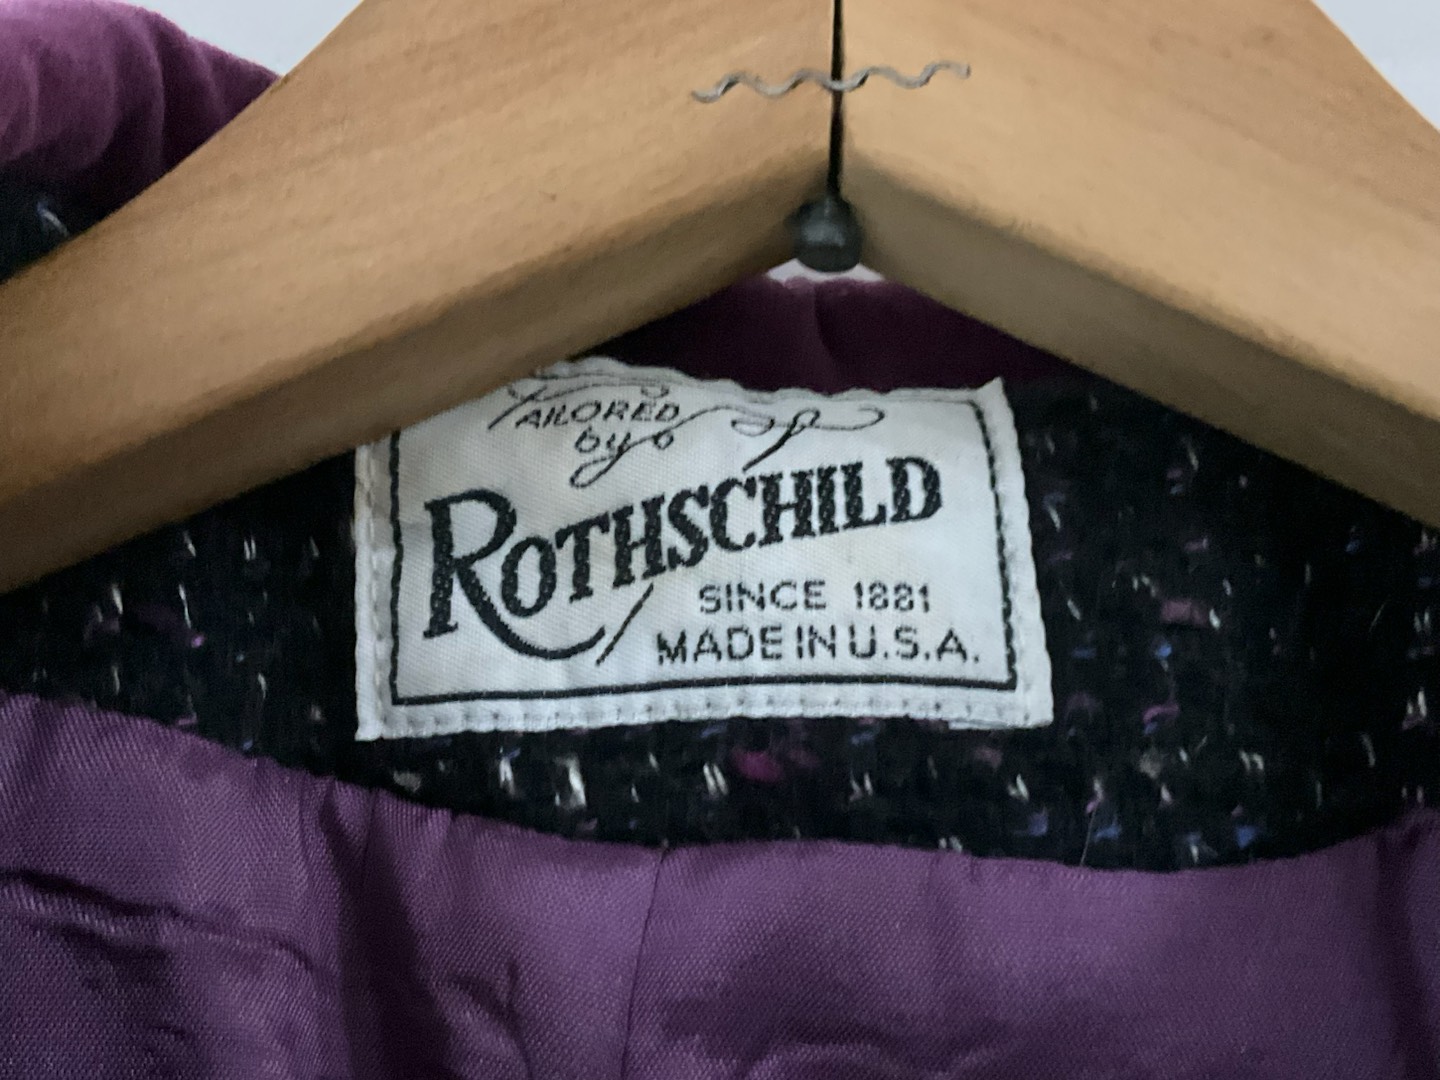 TAILORED
by
ROTHSCHILD
SINCE 1881
MADE IN U.S.A.